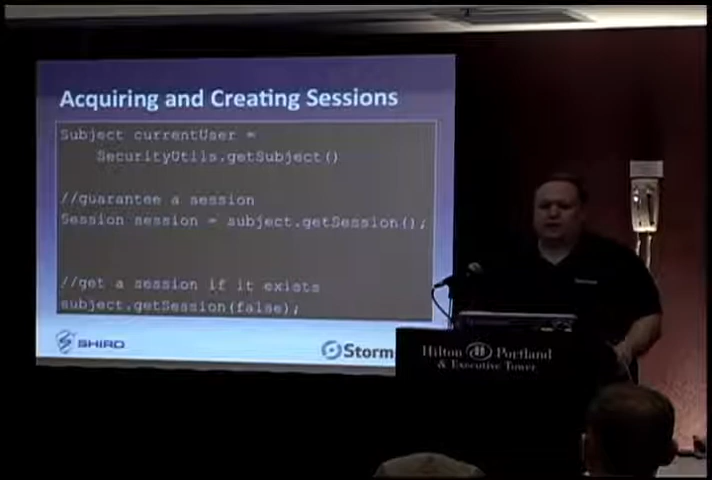 Acquiring and Creating Sessions
Subject currentUser =
SecurityUtils.getSubject()
//guarantee a session
Session session = subject.getSession();
//get a session if it exists
subject.getSession(false);
SHIRO
Storm
Hilton Portland
& Executive Tower